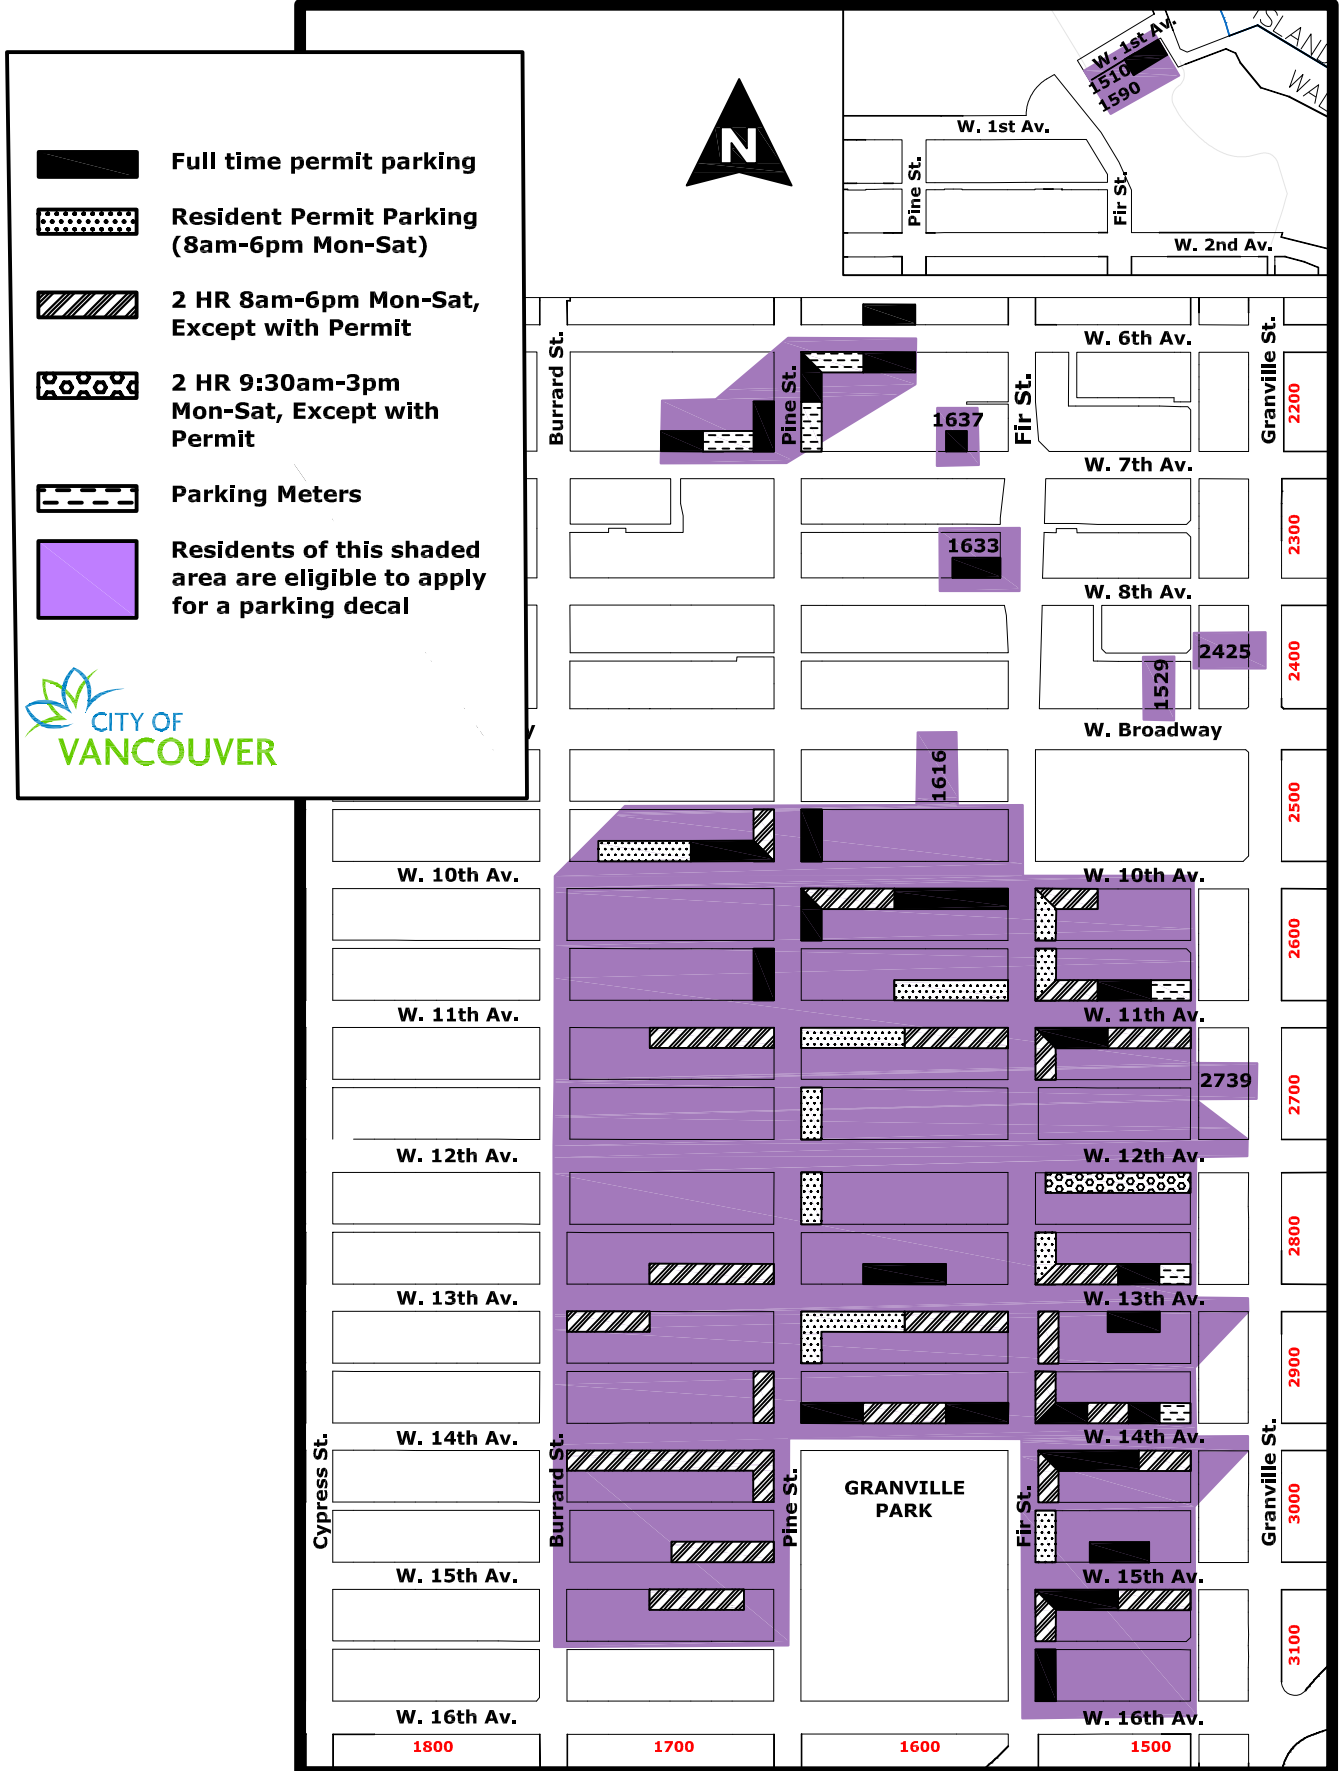 Full time permit parking
Resident Permit Parking
(8am-6pm Mon-Sat)
2 HR 8am-6pm Mon-Sat,
Except with Permit
2 HR 9:30am-3pm
Mon-Sat, Except with
Permit
Parking Meters
Residents of this shaded
area are eligible to apply
for a parking decal
CITY OF
VANCOUVER
N
ISLAND
W. 1st Av.
1510
1590
W. 1st Av.
Pine St.
Fir St.
W. 2nd Av.
Burrard St.
Pine St.
Fir St.
Granville St.
W. 6th Av.
2200
1637
W. 7th Av.
2300
1633
W. 8th Av.
2400
2425
1529
W. Broadway
1616
2500
W. 10th Av.
W. 10th Av.
2600
W. 11th Av.
W. 11th Av.
2739
2700
W. 12th Av.
W. 12th Av.
2800
W. 13th Av.
W. 13th Av.
2900
W. 14th Av.
W. 14th Av.
Cypress St.
Burrard St.
Pine St.
GRANVILLE
PARK
Fir St.
Granville St.
3000
W. 15th Av.
W. 15th Av.
3100
W. 16th Av.
W. 16th Av.
1800
1700
1600
1500